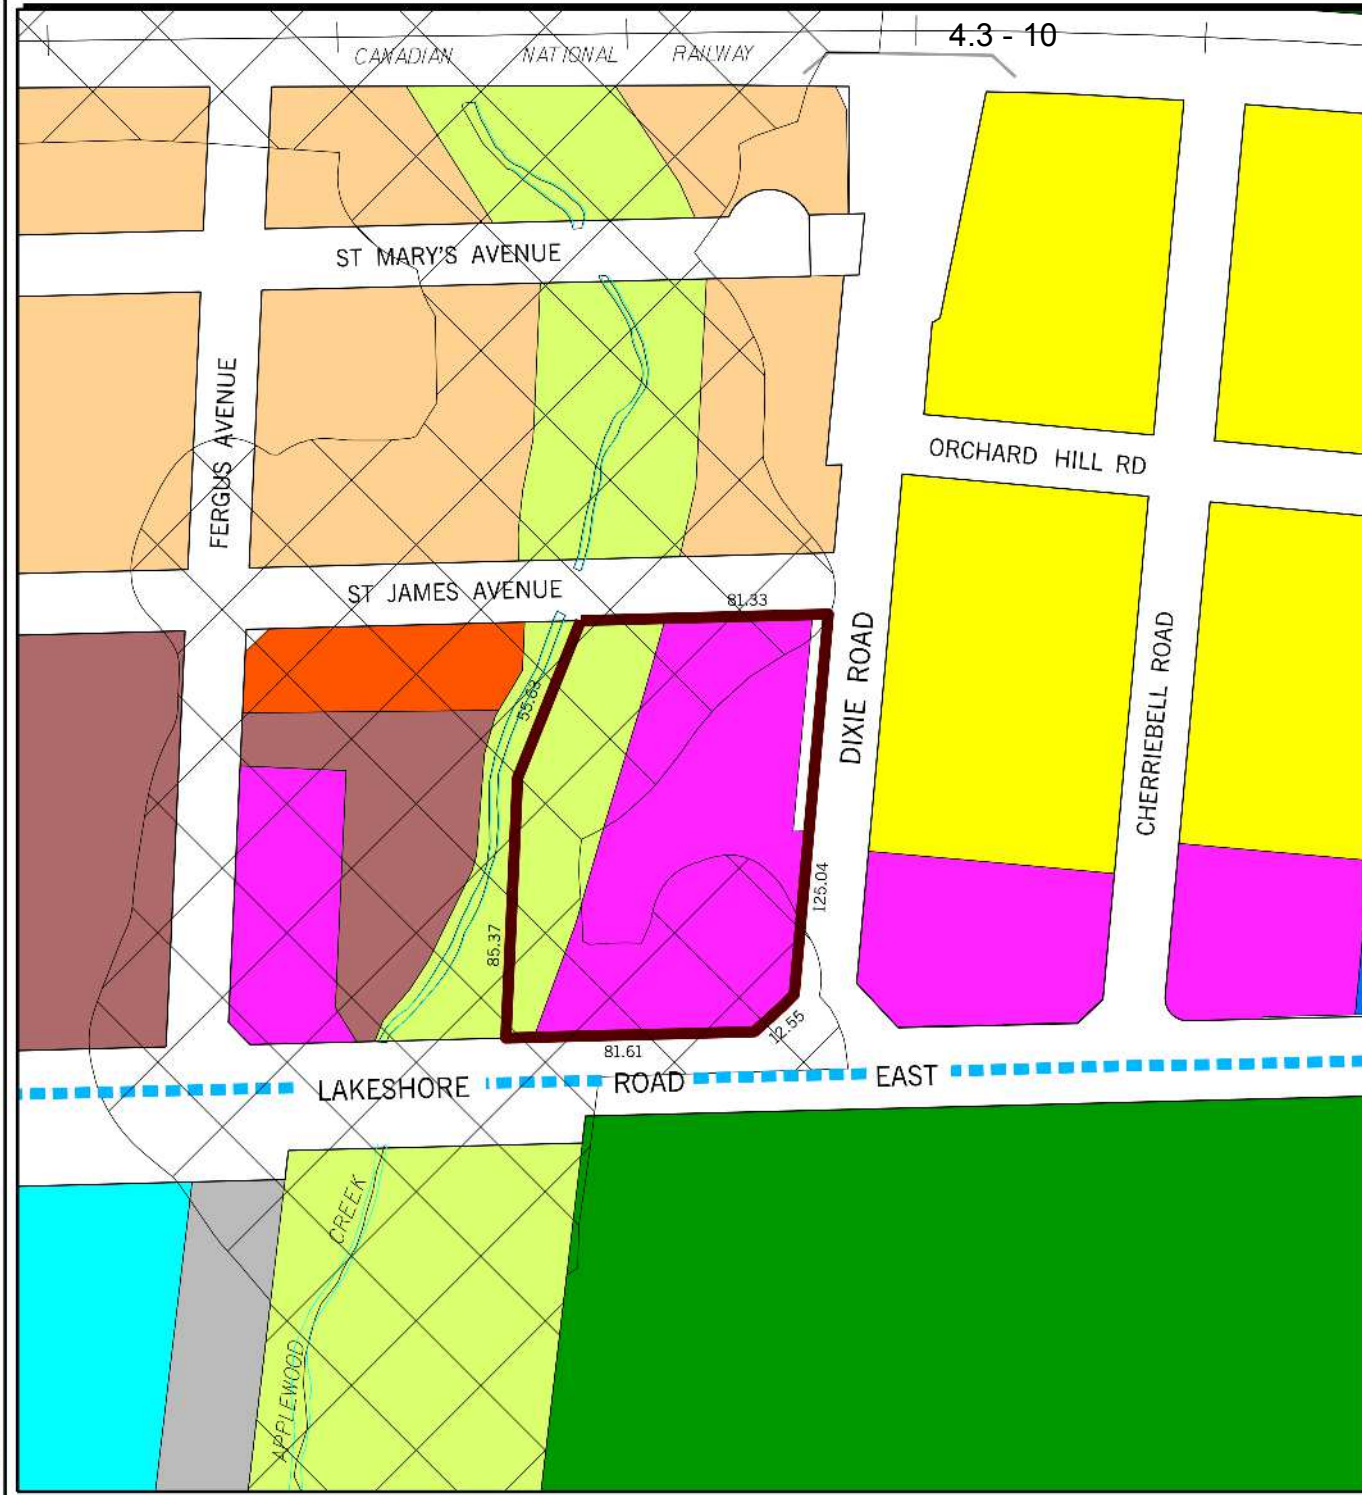 4.3 - 10
CANADIAN NATIONAL RAILWAY
ST MARY'S AVENUE
FERGUS AVENUE
ORCHARD HILL RD
ST JAMES AVENUE
81.33
DIXIE ROAD
CHERRIEBELL ROAD
55.63
125.04
85.37
12.55
81.61
LAKESHORE ROAD EAST
CREEK
APPLEWOOD